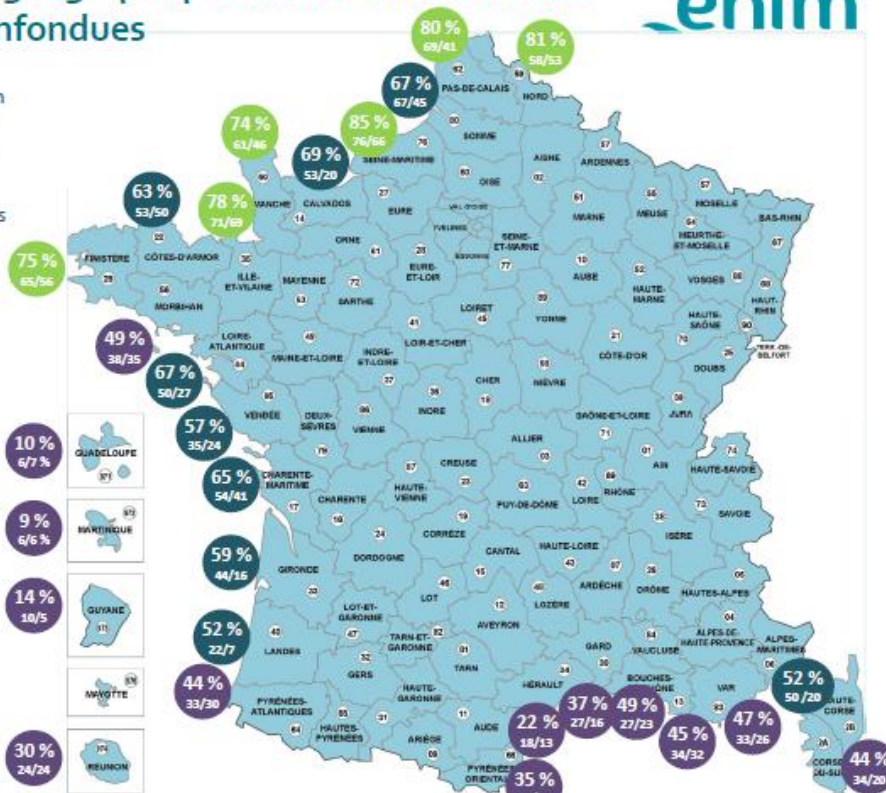 nfondues
enim
80 %
69/41
81 %
58/53
67 %
67/45
74 %
61/46
85 %
76/66
69 %
53/20
63 %
53/50
78 %
71/69
75 %
65/56
49 %
38/35
67 %
50/27
57 %
35/24
65 %
54/41
59 %
44/16
52 %
22/7
44 %
33/30
10 %
6/7 %
9 %
6/6 %
14 %
10/5
30 %
24/24
22 %
18/13
35 %
37 %
27/16
49 %
27/23
45 %
34/32
47 %
33/26
52 %
50/20
44 %
34/20
PAS-DE-CALAIS
NORD
SOMME
SEINE-MARITIME
AISNE
ARDENNES
OISE
MANCHE
CALVADOS
EURE
VAL D'OISE
MARNE
MEUSE
MOSELLE
BAS-RHIN
MEURTHE-
ET-MOSELLE
FINISTÈRE
CÔTES-D'ARMOR
ORNE
YVELINES
ESSONNE
SEINE-
ET-MARNE
AUBE
HAUTE-
MARNE
VOSGES
HAUT-
RHIN
ILLE-
ET-VILAINE
MAYENNE
EURE-
ET-LOIR
SARTHE
MORBIHAN
LOIRET
LOIR-ET-CHER
YONNE
HAUTE-
SAÔNE
TERR.-DE-
BELFORT
LOIRE-
ATLANTIQUE
MAINE-ET-LOIRE
INDRE-
ET-LOIRE
CHER
NIÈVRE
CÔTE-D'OR
DOUBS
VENDÉE
DEUX-
SÈVRES
VIENNE
INDRE
ALLIER
SAÔNE-ET-LOIRE
JURA
AIN
HAUTE-SAVOIE
CHARENTE-
MARITIME
CHARENTE
HAUTE-
VIENNE
CREUSE
PUY-DE-DÔME
LOIRE
RHÔNE
SAVOIE
ISÈRE
GIRONDE
DORDOGNE
CORRÈZE
CANTAL
HAUTE-LOIRE
ARDÈCHE
DRÔME
HAUTES-ALPES
LOT-ET-
GARONNE
LOT
LOZÈRE
AVEYRON
LANDES
GERS
TARN-ET-
GARONNE
TARN
GARD
VAUCLUSE
ALPES-DE-
HAUTE-PROVENCE
ALPES-
MARITIMES
PYRÉNÉES-
ATLANTIQUES
HAUTES-
PYRÉNÉES
HAUTE-
GARONNE
HÉRAULT
BOUCHES-
VAR
ARIÈGE
AUDE
GUADELOUPE
MARTINIQUE
GUYANE
MAYOTTE
REUNION